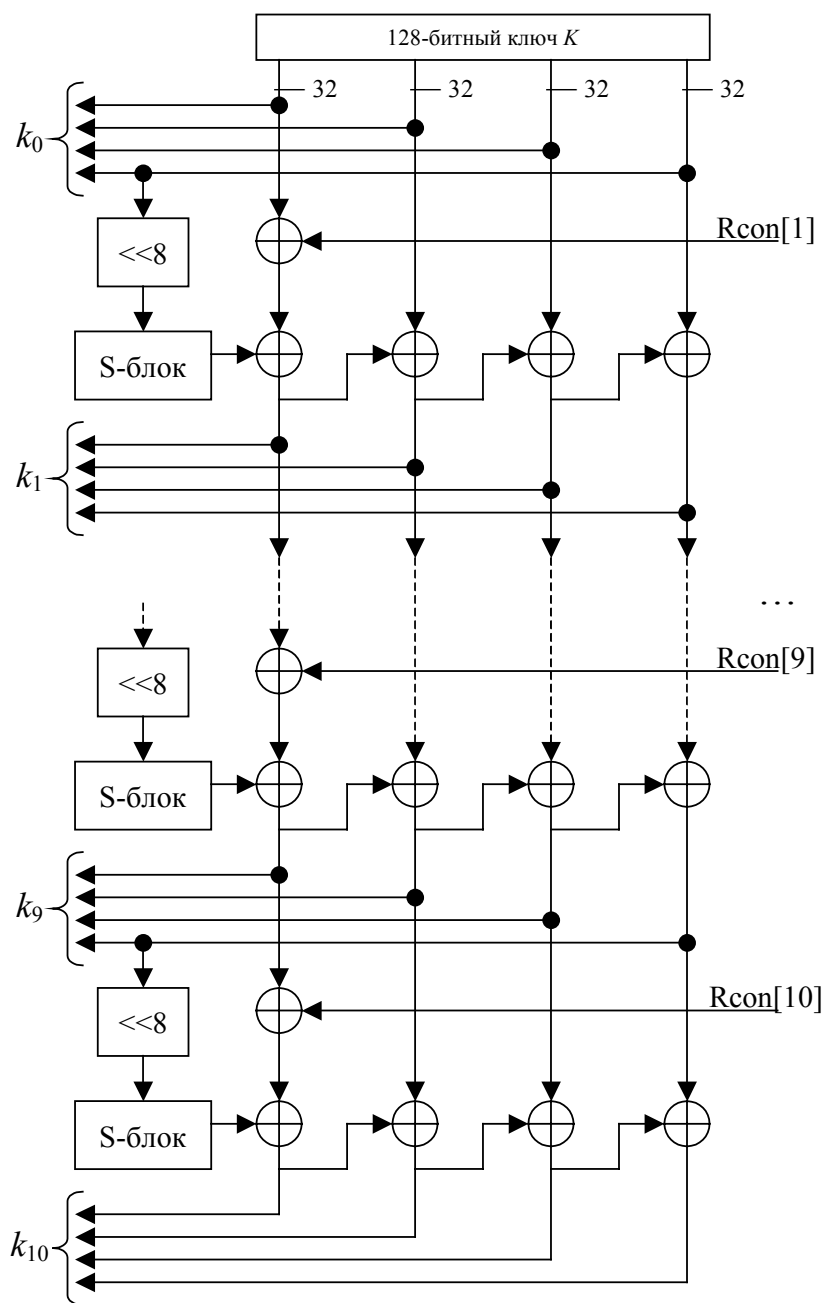 128-битный ключ K
32 32 32 32
k0
<<8
Rcon[1]
S-блок
k1
...
<<8
Rcon[9]
S-блок
k9
<<8
Rcon[10]
S-блок
k10